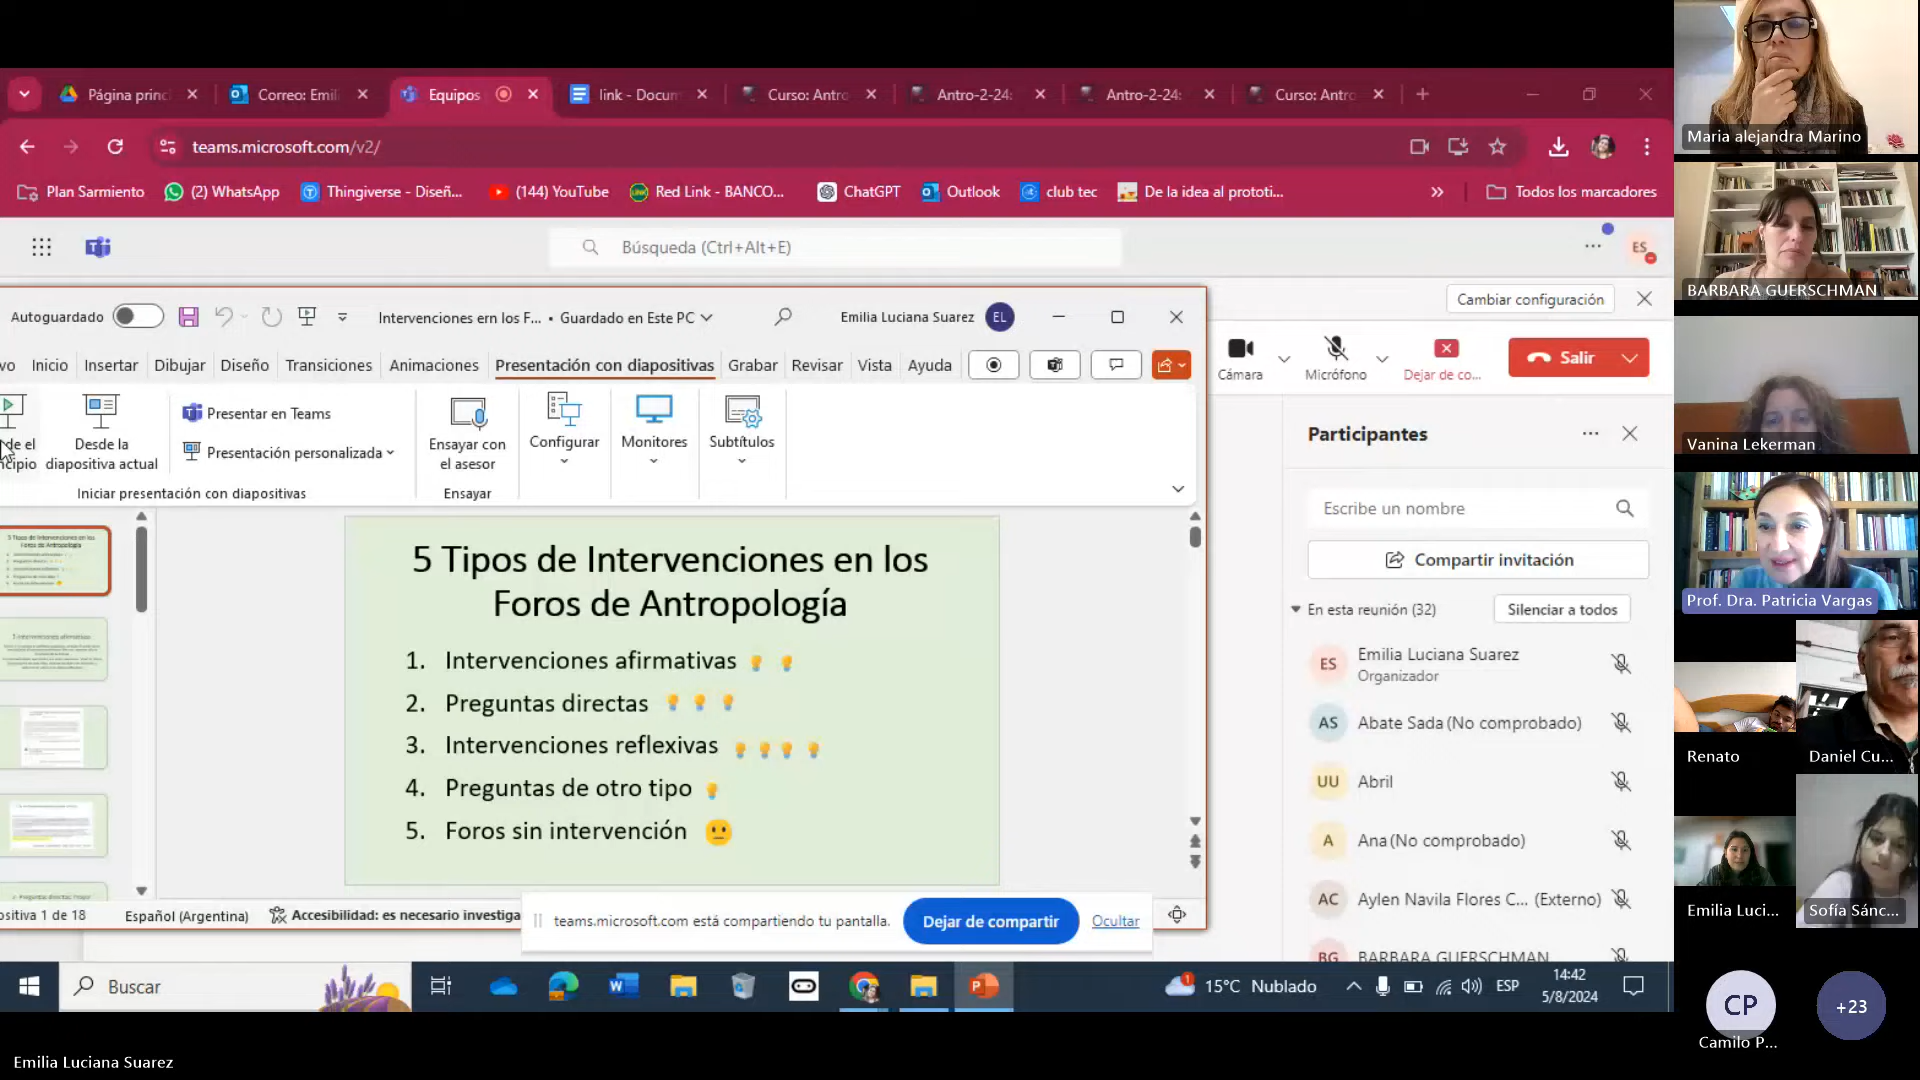 Página princ
Correo: Emil
Equipos
link - Docum
Curso: Antro
Antro-2-24:
Antro-2-24:
Curso: Antro
teams.microsoft.com/v2/
Plan Sarmiento
(2) WhatsApp
Thingiverse - Diseñ...
(144) YouTube
Red Link - BANCO...
ChatGPT
Outlook
club tec
De la idea al prototi...
Todos los marcadores
Búsqueda (Ctrl+Alt+E)
ES
Cambiar configuración
Autoguardado
Intervenciones ern los F... • Guardado en Este PC
Emilia Luciana Suarez
EL
vo
Inicio
Insertar
Dibujar
Diseño
Transiciones
Animaciones
Presentación con diapositivas
Grabar
Revisar
Vista
Ayuda
Cámara
Micrófono
Dejar de co...
Salir
de el
ncipio
Desde la
diapositiva actual
Presentar en Teams
Presentación personalizada
Ensayar con
el asesor
Configurar
Monitores
Subtítulos
Iniciar presentación con diapositivas
Ensayar
5 Tipos de Intervenciones en los
Foros de Antropología
1. Intervenciones afirmativas
2. Preguntas directas
3. Intervenciones reflexivas
4. Preguntas de otro tipo
5. Foros sin intervención
ositiva 1 de 18
Español (Argentina)
Accesibilidad: es necesario investiga
teams.microsoft.com está compartiendo tu pantalla.
Dejar de compartir
Ocultar
Participantes
Escribe un nombre
Compartir invitación
En esta reunión (32)
Silenciar a todos
ES
Emilia Luciana Suarez
Organizador
AS
Abate Sada (No comprobado)
UU
Abril
A
Ana (No comprobado)
AC
Aylen Navila Flores C... (Externo)
BG
BARBARA GUERSCHMAN
Buscar
1
15°C Nublado
ESP
14:42
5/8/2024
Maria alejandra Marino
BARBARA GUERSCHMAN
Vanina Lekerman
Prof. Dra. Patricia Vargas
Renato
Daniel Cu...
Emilia Luci...
Sofía Sánc...
CP
Camilo P...
+23
Emilia Luciana Suarez